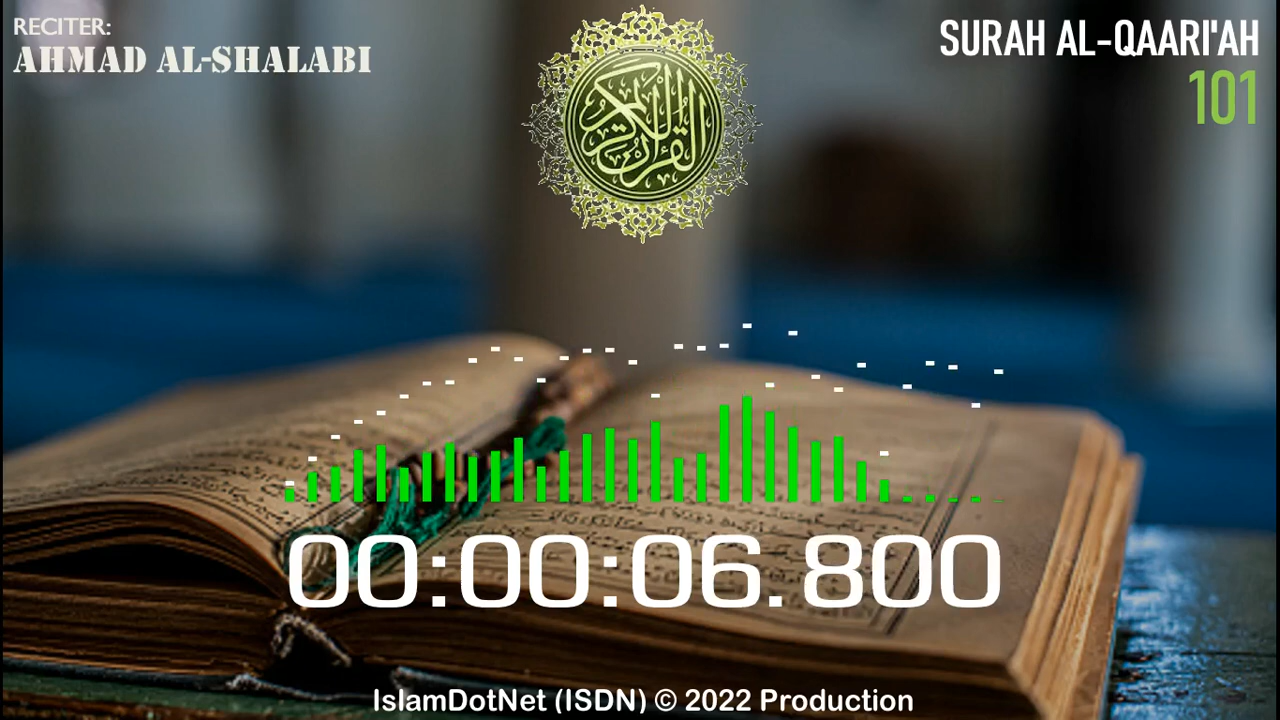 RECITER:
AHMAD AL-SHALABI
القرآن الكريم
SURAH AL-QAARI'AH
101
00:00:06.800
IslamDotNet (ISDN) © 2022 Production